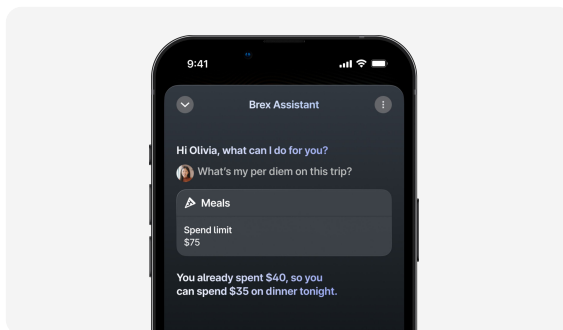 9:41
Brex Assistant
Hi Olivia, what can I do for you?
What's my per diem on this trip?
Meals
Spend limit
$75
You already spent $40, so you
can spend $35 on dinner tonight.